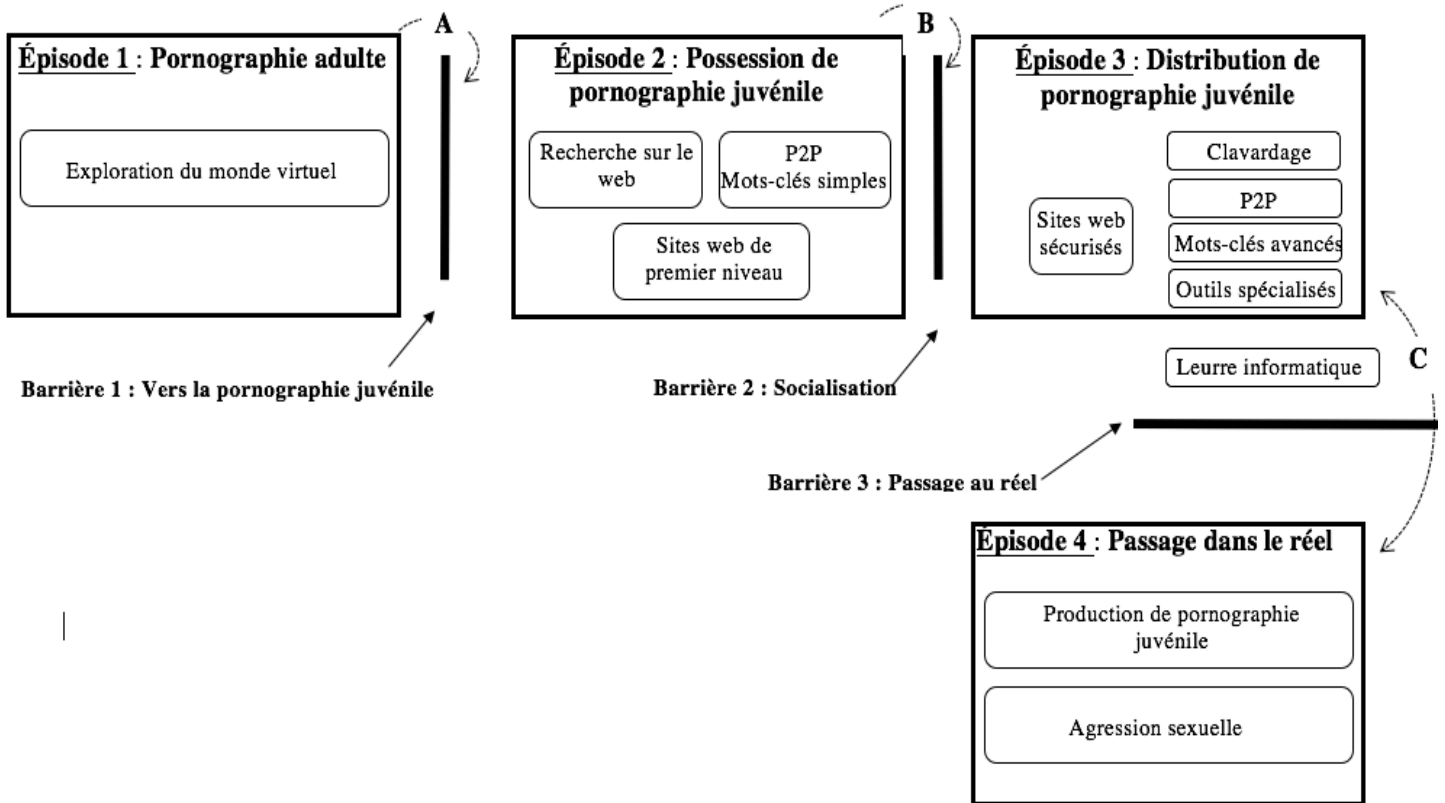 A
B
Épisode 1 : Pornographie adulte
Exploration du monde virtuel
Épisode 2 : Possession de
pornographie juvénile
Recherche sur le
web
P2P
Mots-clés simples
Sites web de
premier niveau
Épisode 3 : Distribution de
pornographie juvénile
Sites web
sécurisés
Clavardage
P2P
Mots-clés avancés
Outils spécialisés
Barrière 1 : Vers la pornographie juvénile
Barrière 2 : Socialisation
Leurre informatique
C
Barrière 3 : Passage au réel
Épisode 4 : Passage dans le réel
Production de pornographie
juvénile
Agression sexuelle